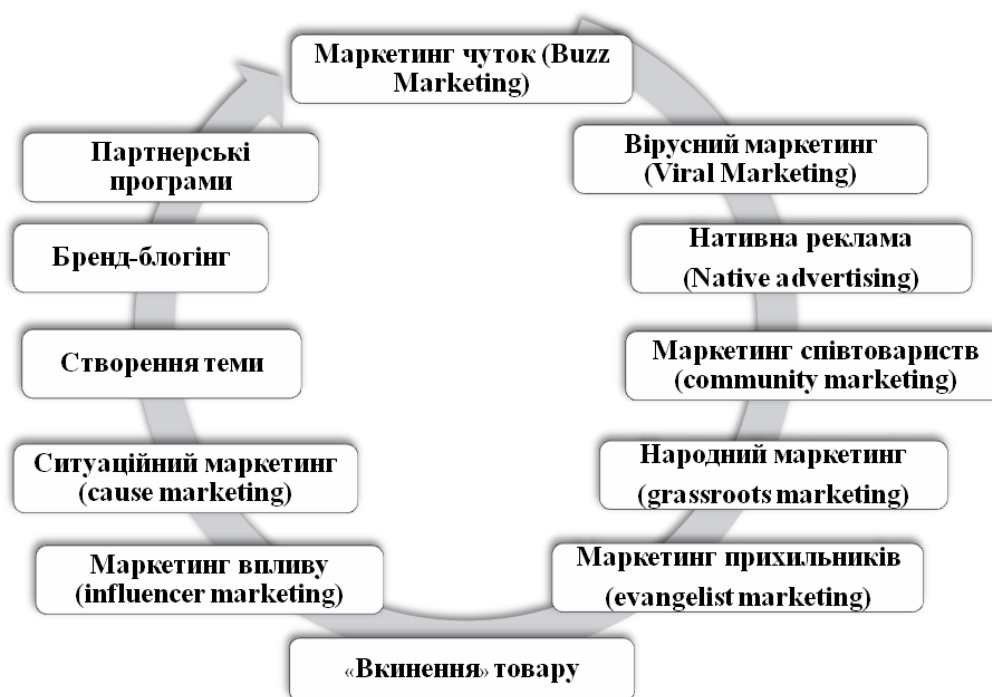 Маркетинг чуток (Buzz
Marketing)
Вірусний маркетинг
(Viral Marketing)
Нативна реклама
(Native advertising)
Маркетинг співтовариств
(community marketing)
Народний маркетинг
(grassroots marketing)
Маркетинг прихильників
(evangelist marketing)
«Вкинення» товару
Маркетинг впливу
(influencer marketing)
Ситуаційний маркетинг
(cause marketing)
Створення теми
Бренд-блогінг
Партнерські
програми